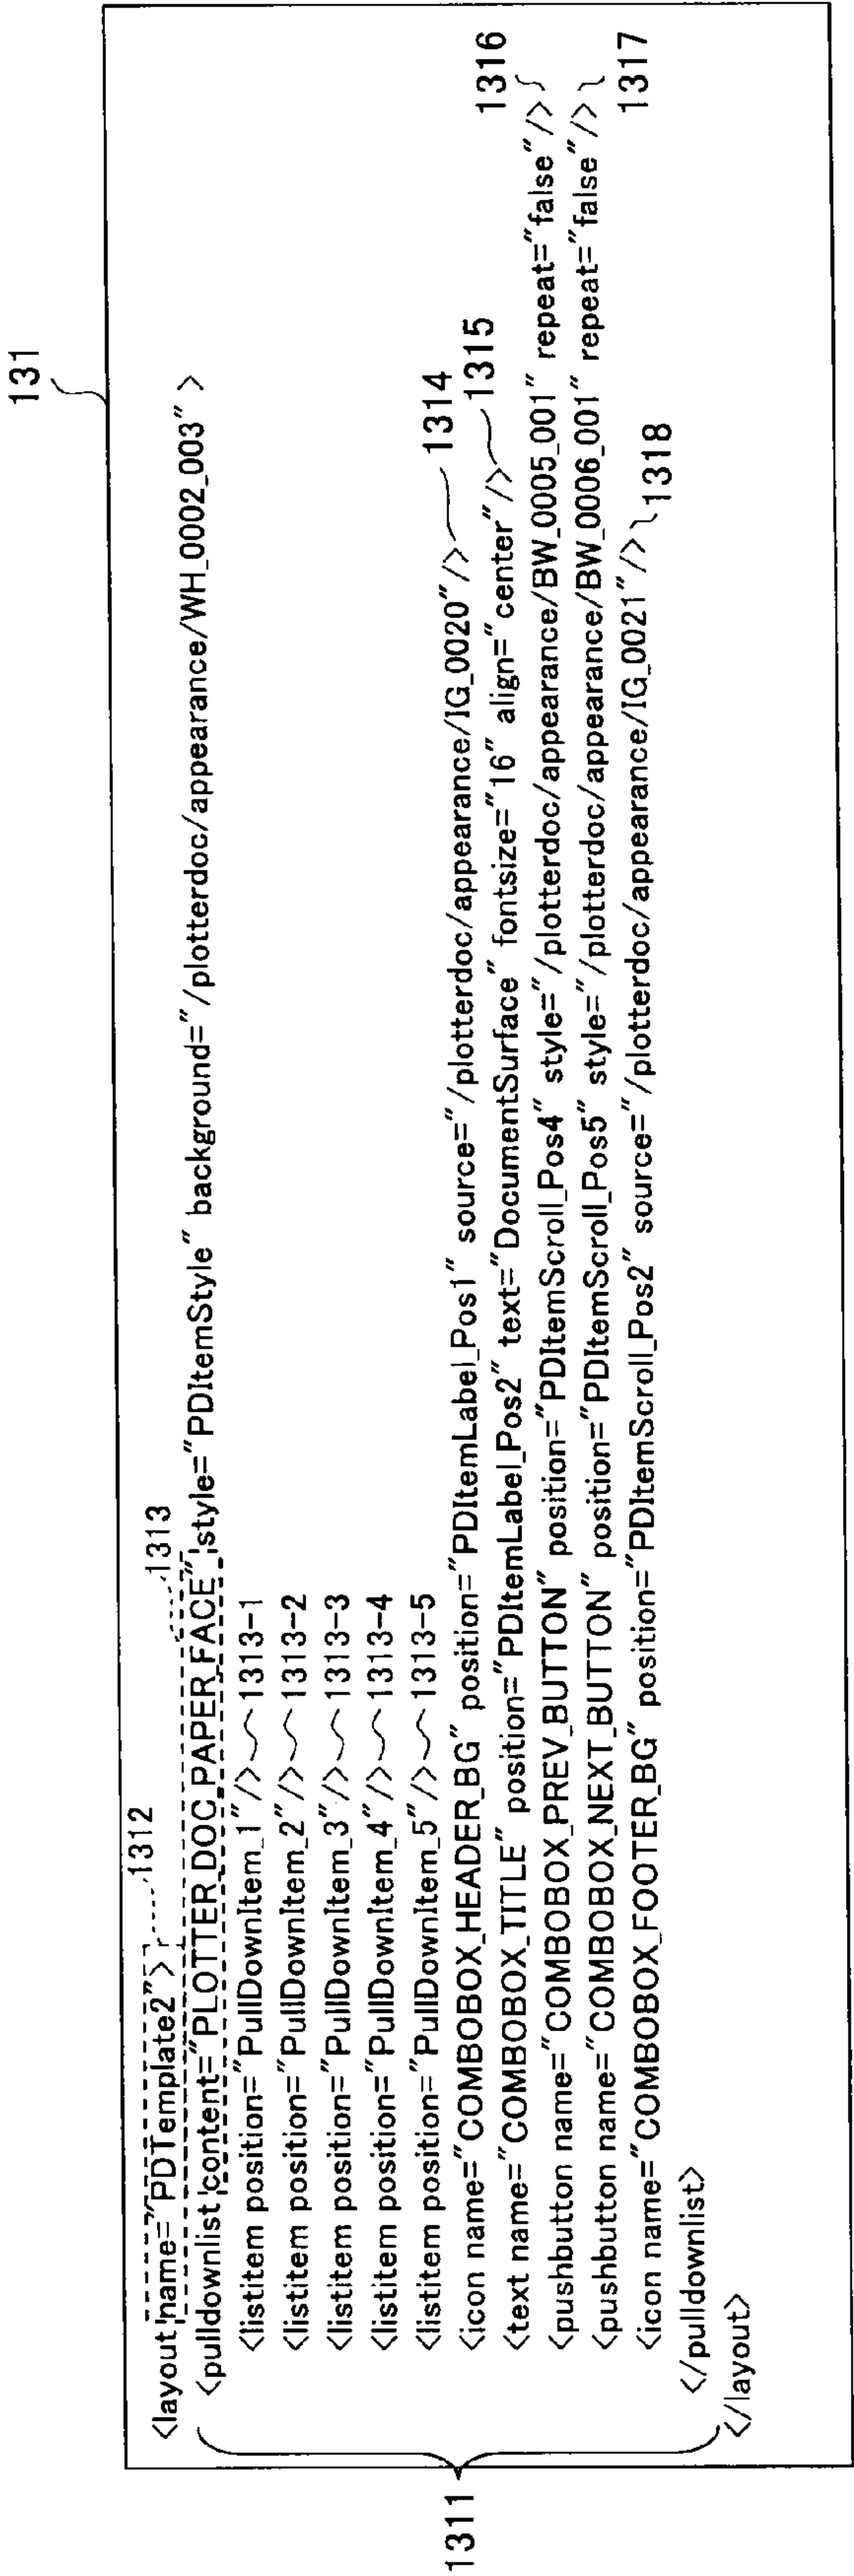 131
<layout name="PDTemplate2"> 1312
<pulldownlist content="PLOTTER_DOC_PAPER_FACE" style="PDItemStyle" background="/plotterdoc/appearance/WH_0002_003" >
1313
<listitem position="PullDownItem_1"/> 1313-1
<listitem position="PullDownItem_2"/> 1313-2
<listitem position="PullDownItem_3"/> 1313-3
<listitem position="PullDownItem_4"/> 1313-4
<listitem position="PullDownItem_5"/> 1313-5
<icon name="COMBOBOX_HEADER_BG" position="PDItemLabel_Pos1" source="/plotterdoc/appearance/IG_0020"/> 1314
<text name="COMBOBOX_TITLE" position="PDItemLabel_Pos2" text="DocumentSurface" fontsize="16" align="center"/> 1315
<pushbutton name="COMBOBOX_PREV_BUTTON" position="PDItemScroll_Pos4" style="/plotterdoc/appearance/BW_0005_001" repeat="false"/> 1316
<pushbutton name="COMBOBOX_NEXT_BUTTON" position="PDItemScroll_Pos5" style="/plotterdoc/appearance/BW_0006_001" repeat="false"/> 1317
<icon name="COMBOBOX_FOOTER_BG" position="PDItemScroll_Pos2" source="/plotterdoc/appearance/IG_0021"/> 1318
</pulldownlist>
</layout>
1311